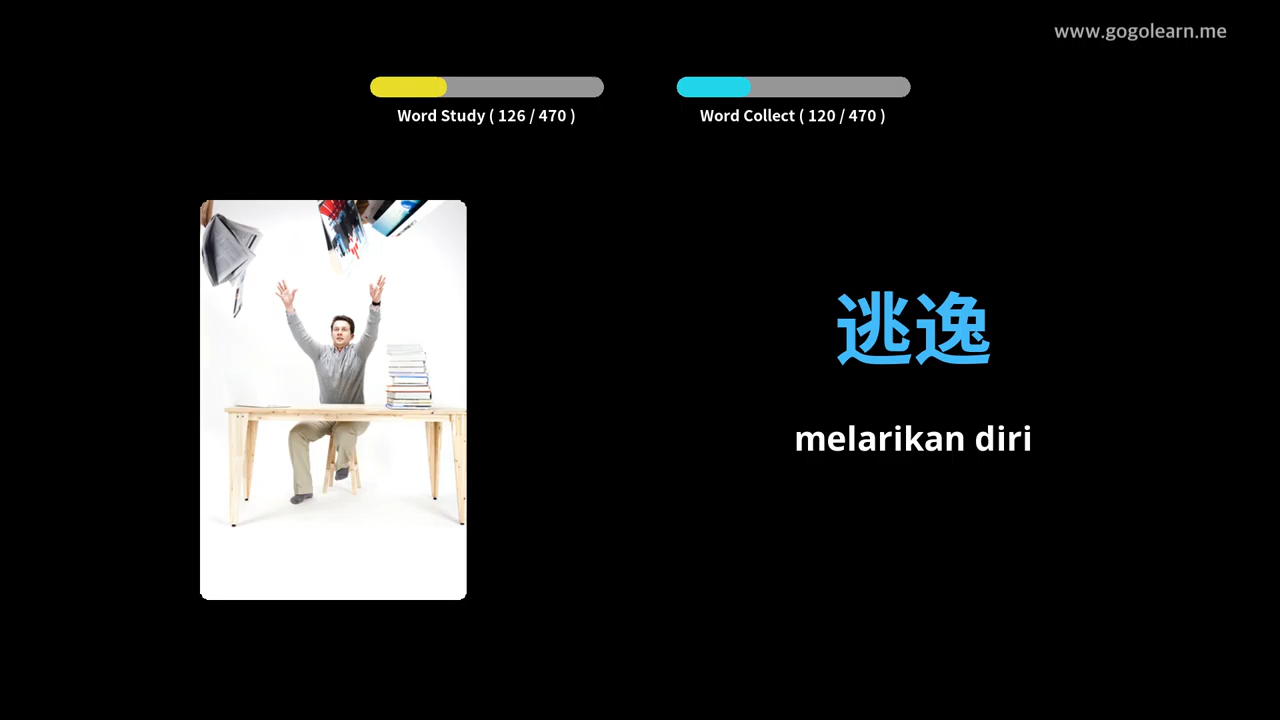 www.gogolearn.me
Word Study ( 126 / 470 )
Word Collect ( 120 / 470 )
逃逸
melarikan diri